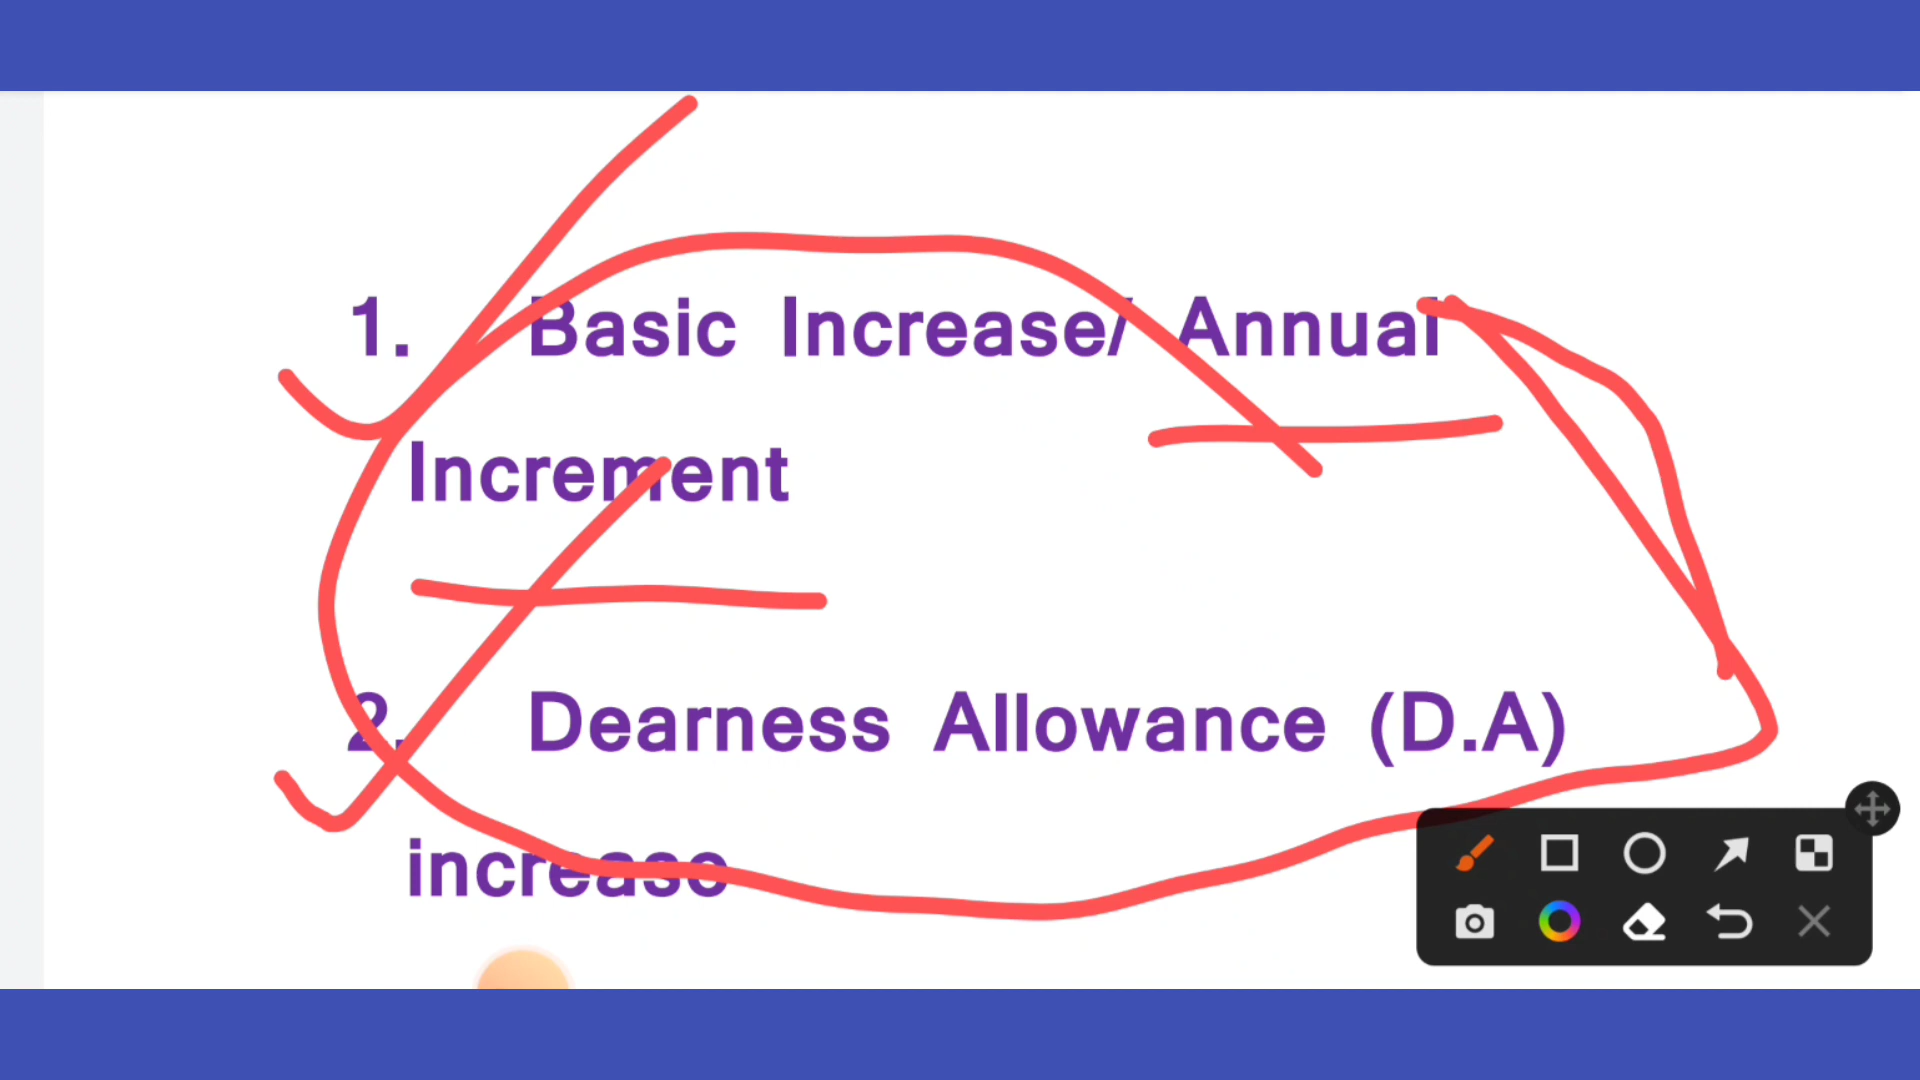 1. Basic Increase/ Annual
Increment
2. Dearness Allowance (D.A)
increase